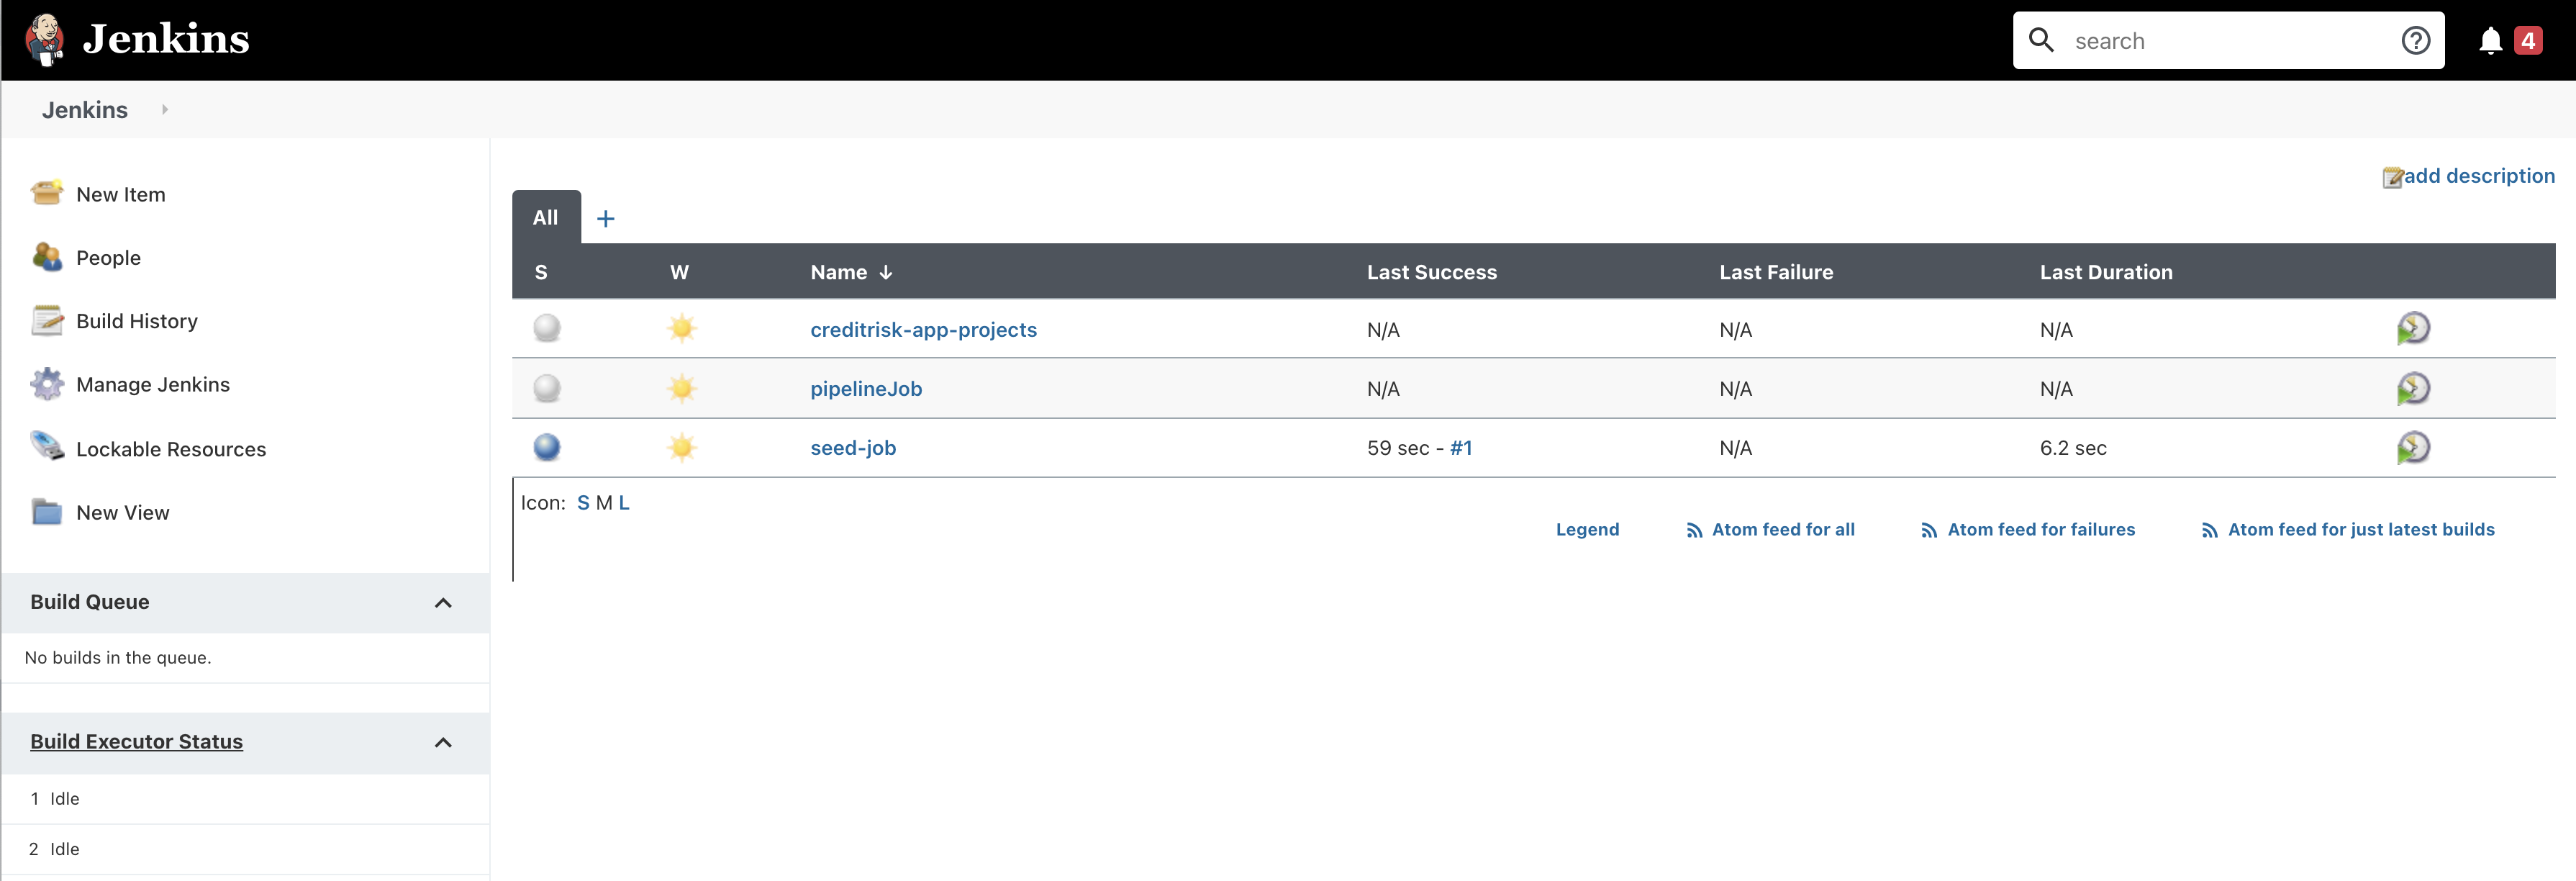 Jenkins
search
4
Jenkins
New Item
People
Build History
Manage Jenkins
Lockable Resources
New View
Build Queue
No builds in the queue.
Build Executor Status
1 Idle
2 Idle
add description
All +
S W Name ↓ Last Success Last Failure Last Duration
creditrisk-app-projects N/A N/A N/A
pipelineJob N/A N/A N/A
seed-job 59 sec - #1 N/A 6.2 sec
Icon: S M L
Legend Atom feed for all Atom feed for failures Atom feed for just latest builds